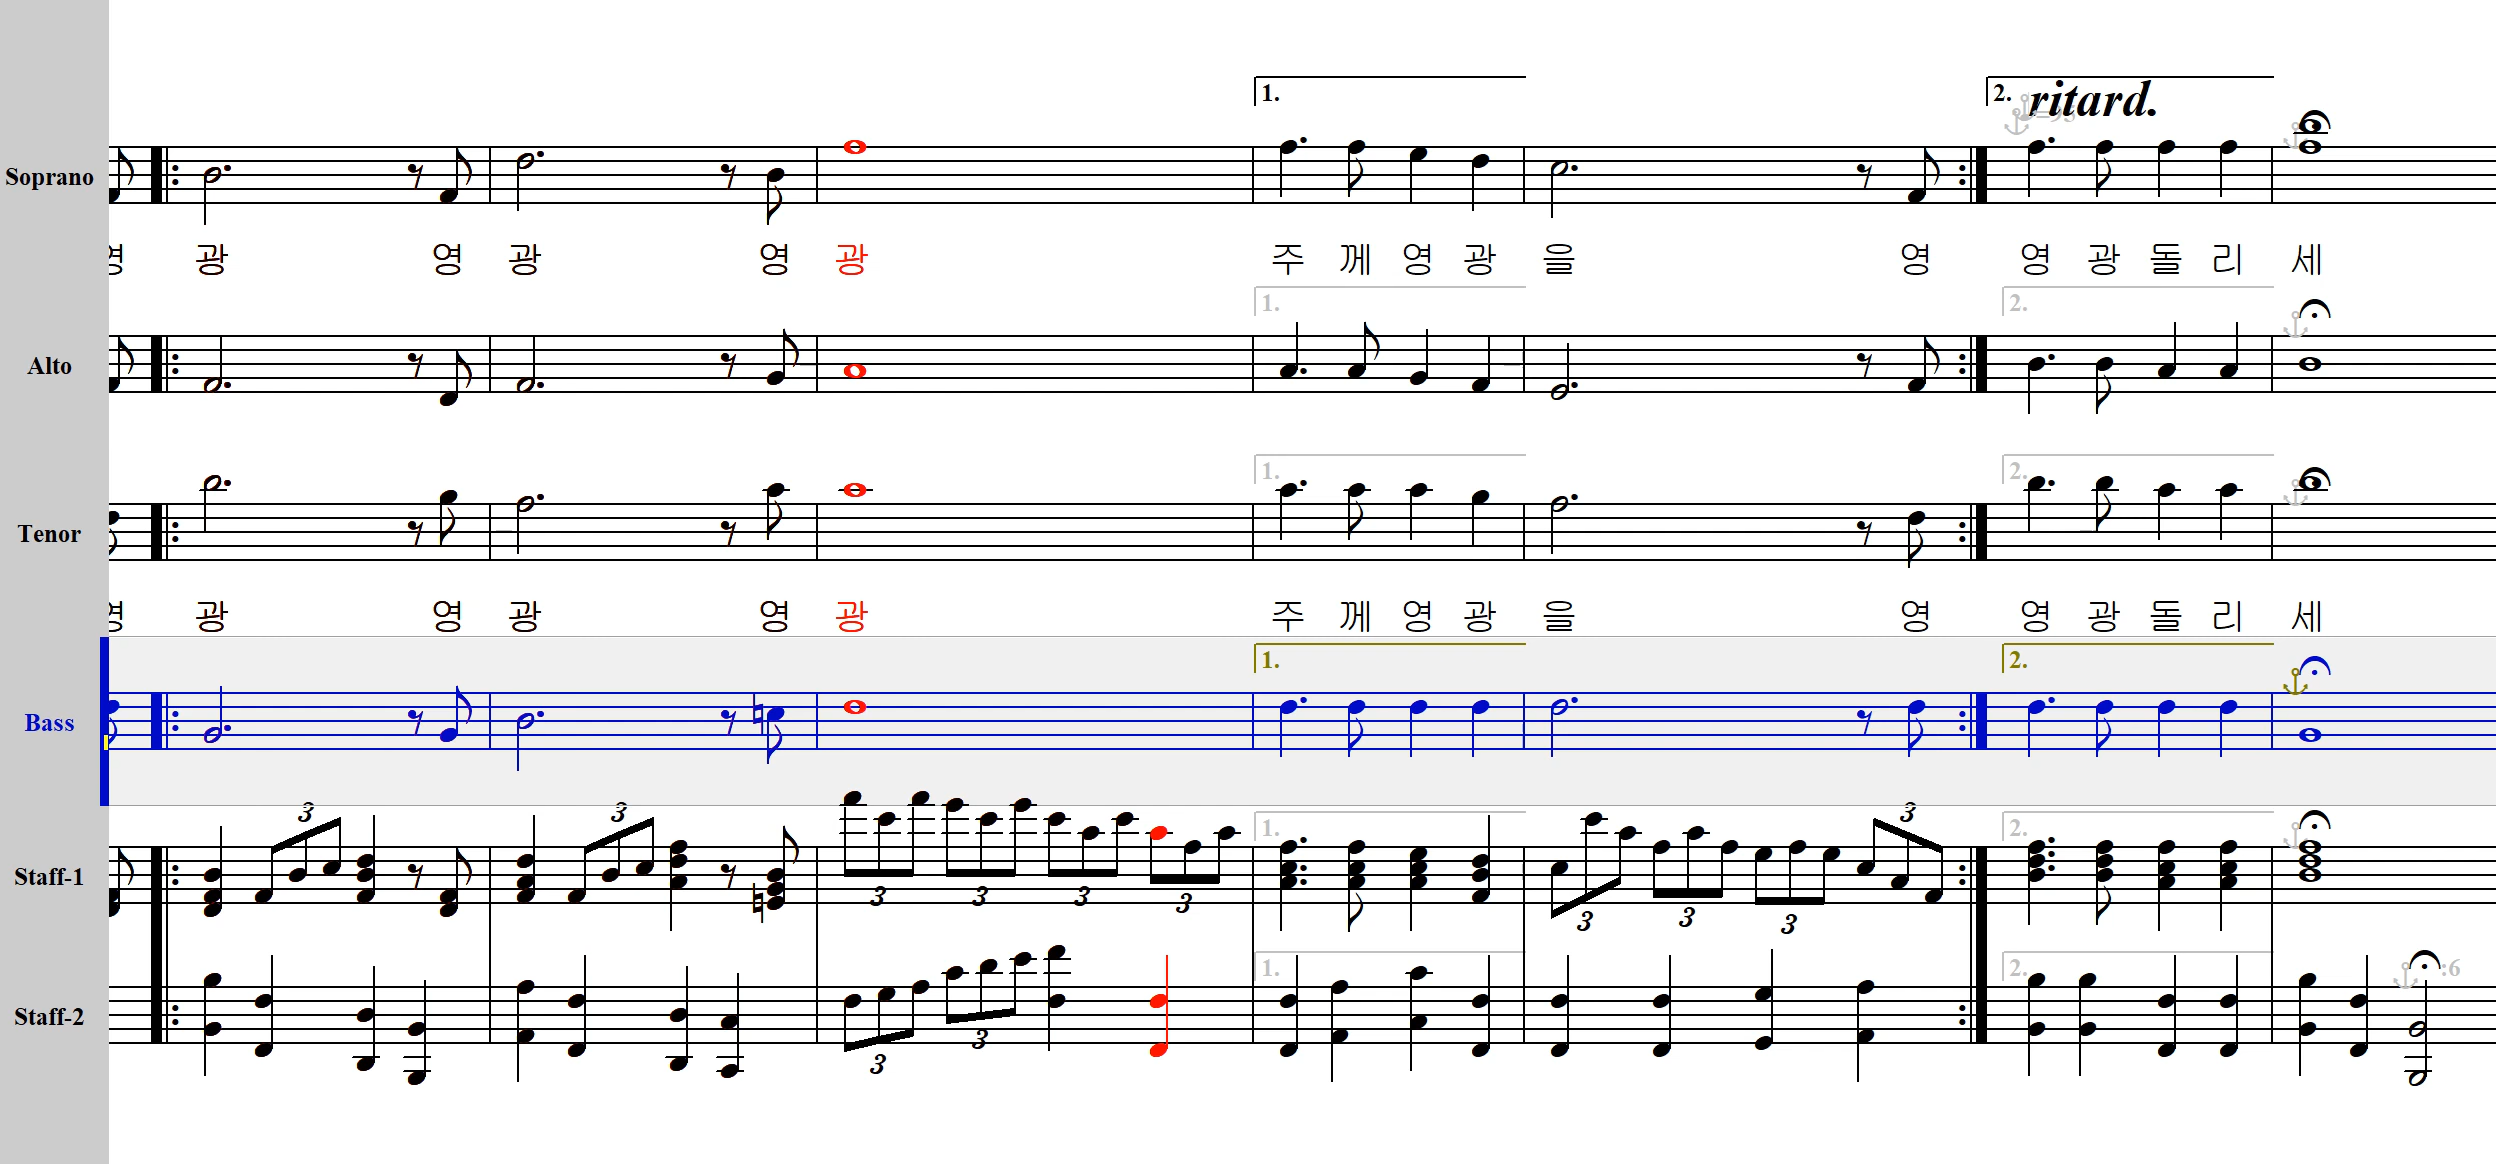 1.
2. ritard.
Soprano
영 광 영 광 영 광 주 께 영 광 을 영 영 광 돌 리 세
1. 2.
Alto
1. 2.
Tenor
영 광 영 광 영 광 주 께 영 광 을 영 영 광 돌 리 세
1. 2.
Bass
3 3 3 1. 2.
Staff-1
3 3 3 3 3 3 3
1. 2. :6
Staff-2
3
3